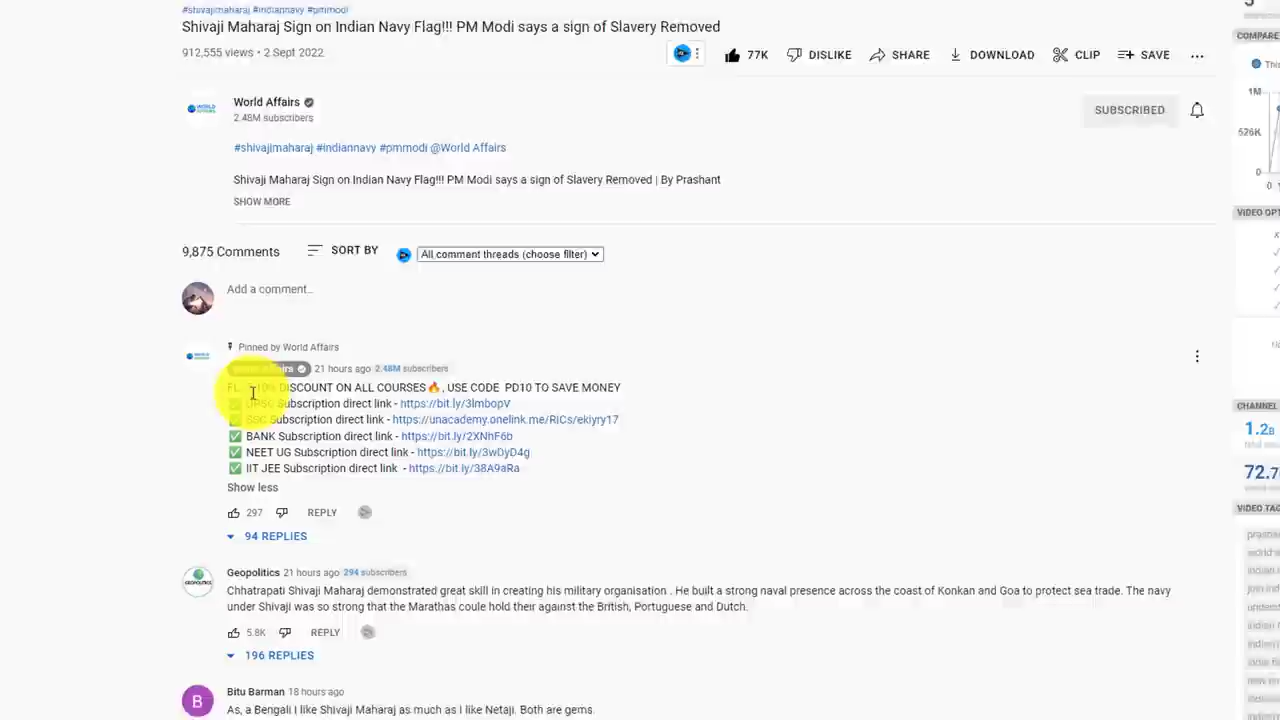 #shivajimaharaj #indiannavy #pmmodi
Shivaji Maharaj Sign on Indian Navy Flag!!! PM Modi says a sign of Slavery Removed
912,555 views • 2 Sept 2022
77K DISLIKE SHARE DOWNLOAD CLIP SAVE
World Affairs
2.48M subscribers
SUBSCRIBED
#shivajimaharaj #indiannavy #pmmodi @World Affairs
Shivaji Maharaj Sign on Indian Navy Flag!!! PM Modi says a sign of Slavery Removed | By Prashant
SHOW MORE
9,875 Comments SORT BY All comment threads (choose filter)
Add a comment...
Pinned by World Affairs
21 hours ago 2.48M subscribers
DISCOUNT ON ALL COURSES🔥, USE CODE PD10 TO SAVE MONEY
✅ UPSC Subscription direct link - https://bit.ly/3lmbopV
✅ SSC Subscription direct link - https://unacademy.onelink.me/RICs/ekiyry17
✅ BANK Subscription direct link - https://bit.ly/2XNhF6b
✅ NEET UG Subscription direct link - https://bit.ly/3wDyD4g
✅ IIT JEE Subscription direct link - https://bit.ly/38A9aRa
Show less
297 REPLY
94 REPLIES
Geopolitics 21 hours ago 294 subscribers
Chhatrapati Shivaji Maharaj demonstrated great skill in creating his military organisation . He built a strong naval presence across the coast of Konkan and Goa to protect sea trade. The navy
under Shivaji was so strong that the Marathas could hold their against the British, Portuguese and Dutch.
5.8K REPLY
196 REPLIES
B
Bitu Barman 18 hours ago
As, a Bengali I like Shivaji Maharaj as much as I like Netaji. Both are gems.
COMPARE
1M
526K
0
CHANNEL
1.2B